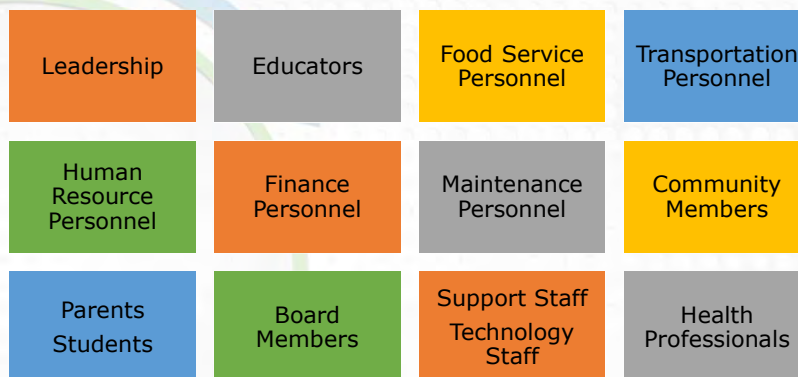 Leadership
Educators
Food Service
Personnel
Transportation
Personnel
Human
Resource
Personnel
Finance
Personnel
Maintenance
Personnel
Community
Members
Parents
Students
Board
Members
Support Staff
Technology
Staff
Health
Professionals